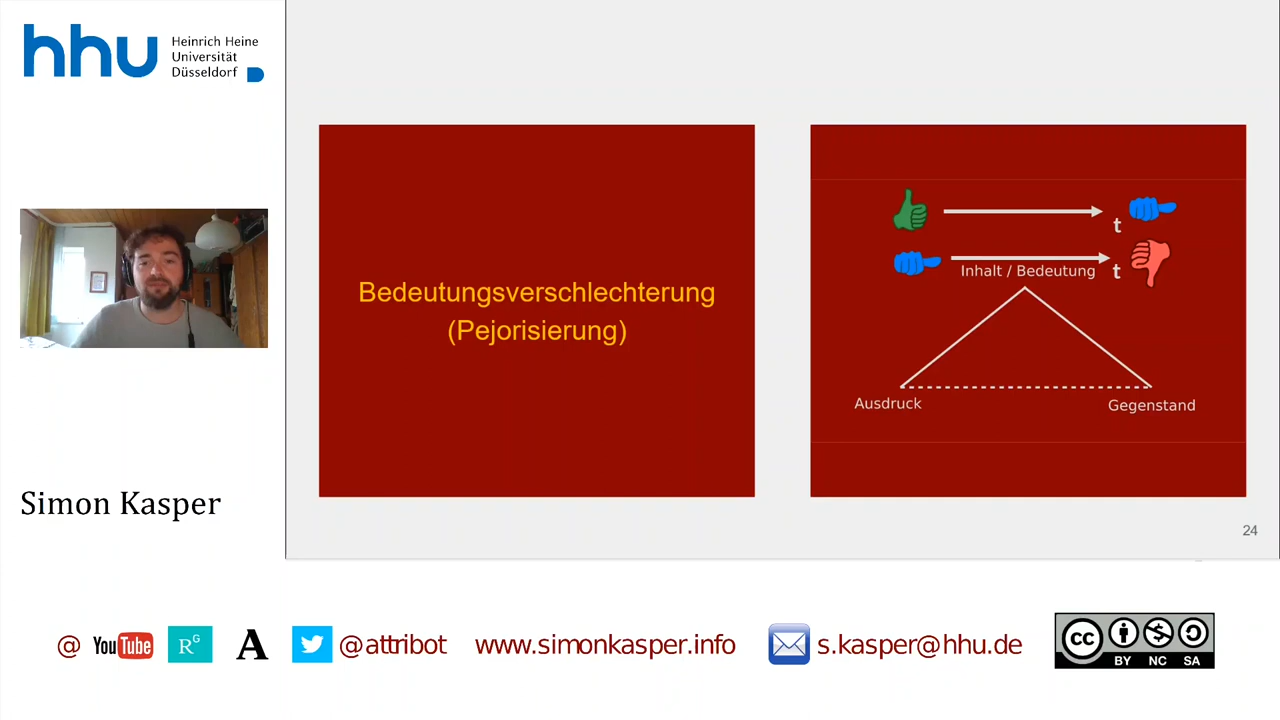 hhu
Heinrich Heine
Universität
Düsseldorf
Simon Kasper
Bedeutungsverschlechterung
(Pejorisierung)
t
t
Inhalt / Bedeutung
Ausdruck
Gegenstand
24
@ YouTube RG A @attribot www.simonkasper.info s.kasper@hhu.de
cc BY NC SA